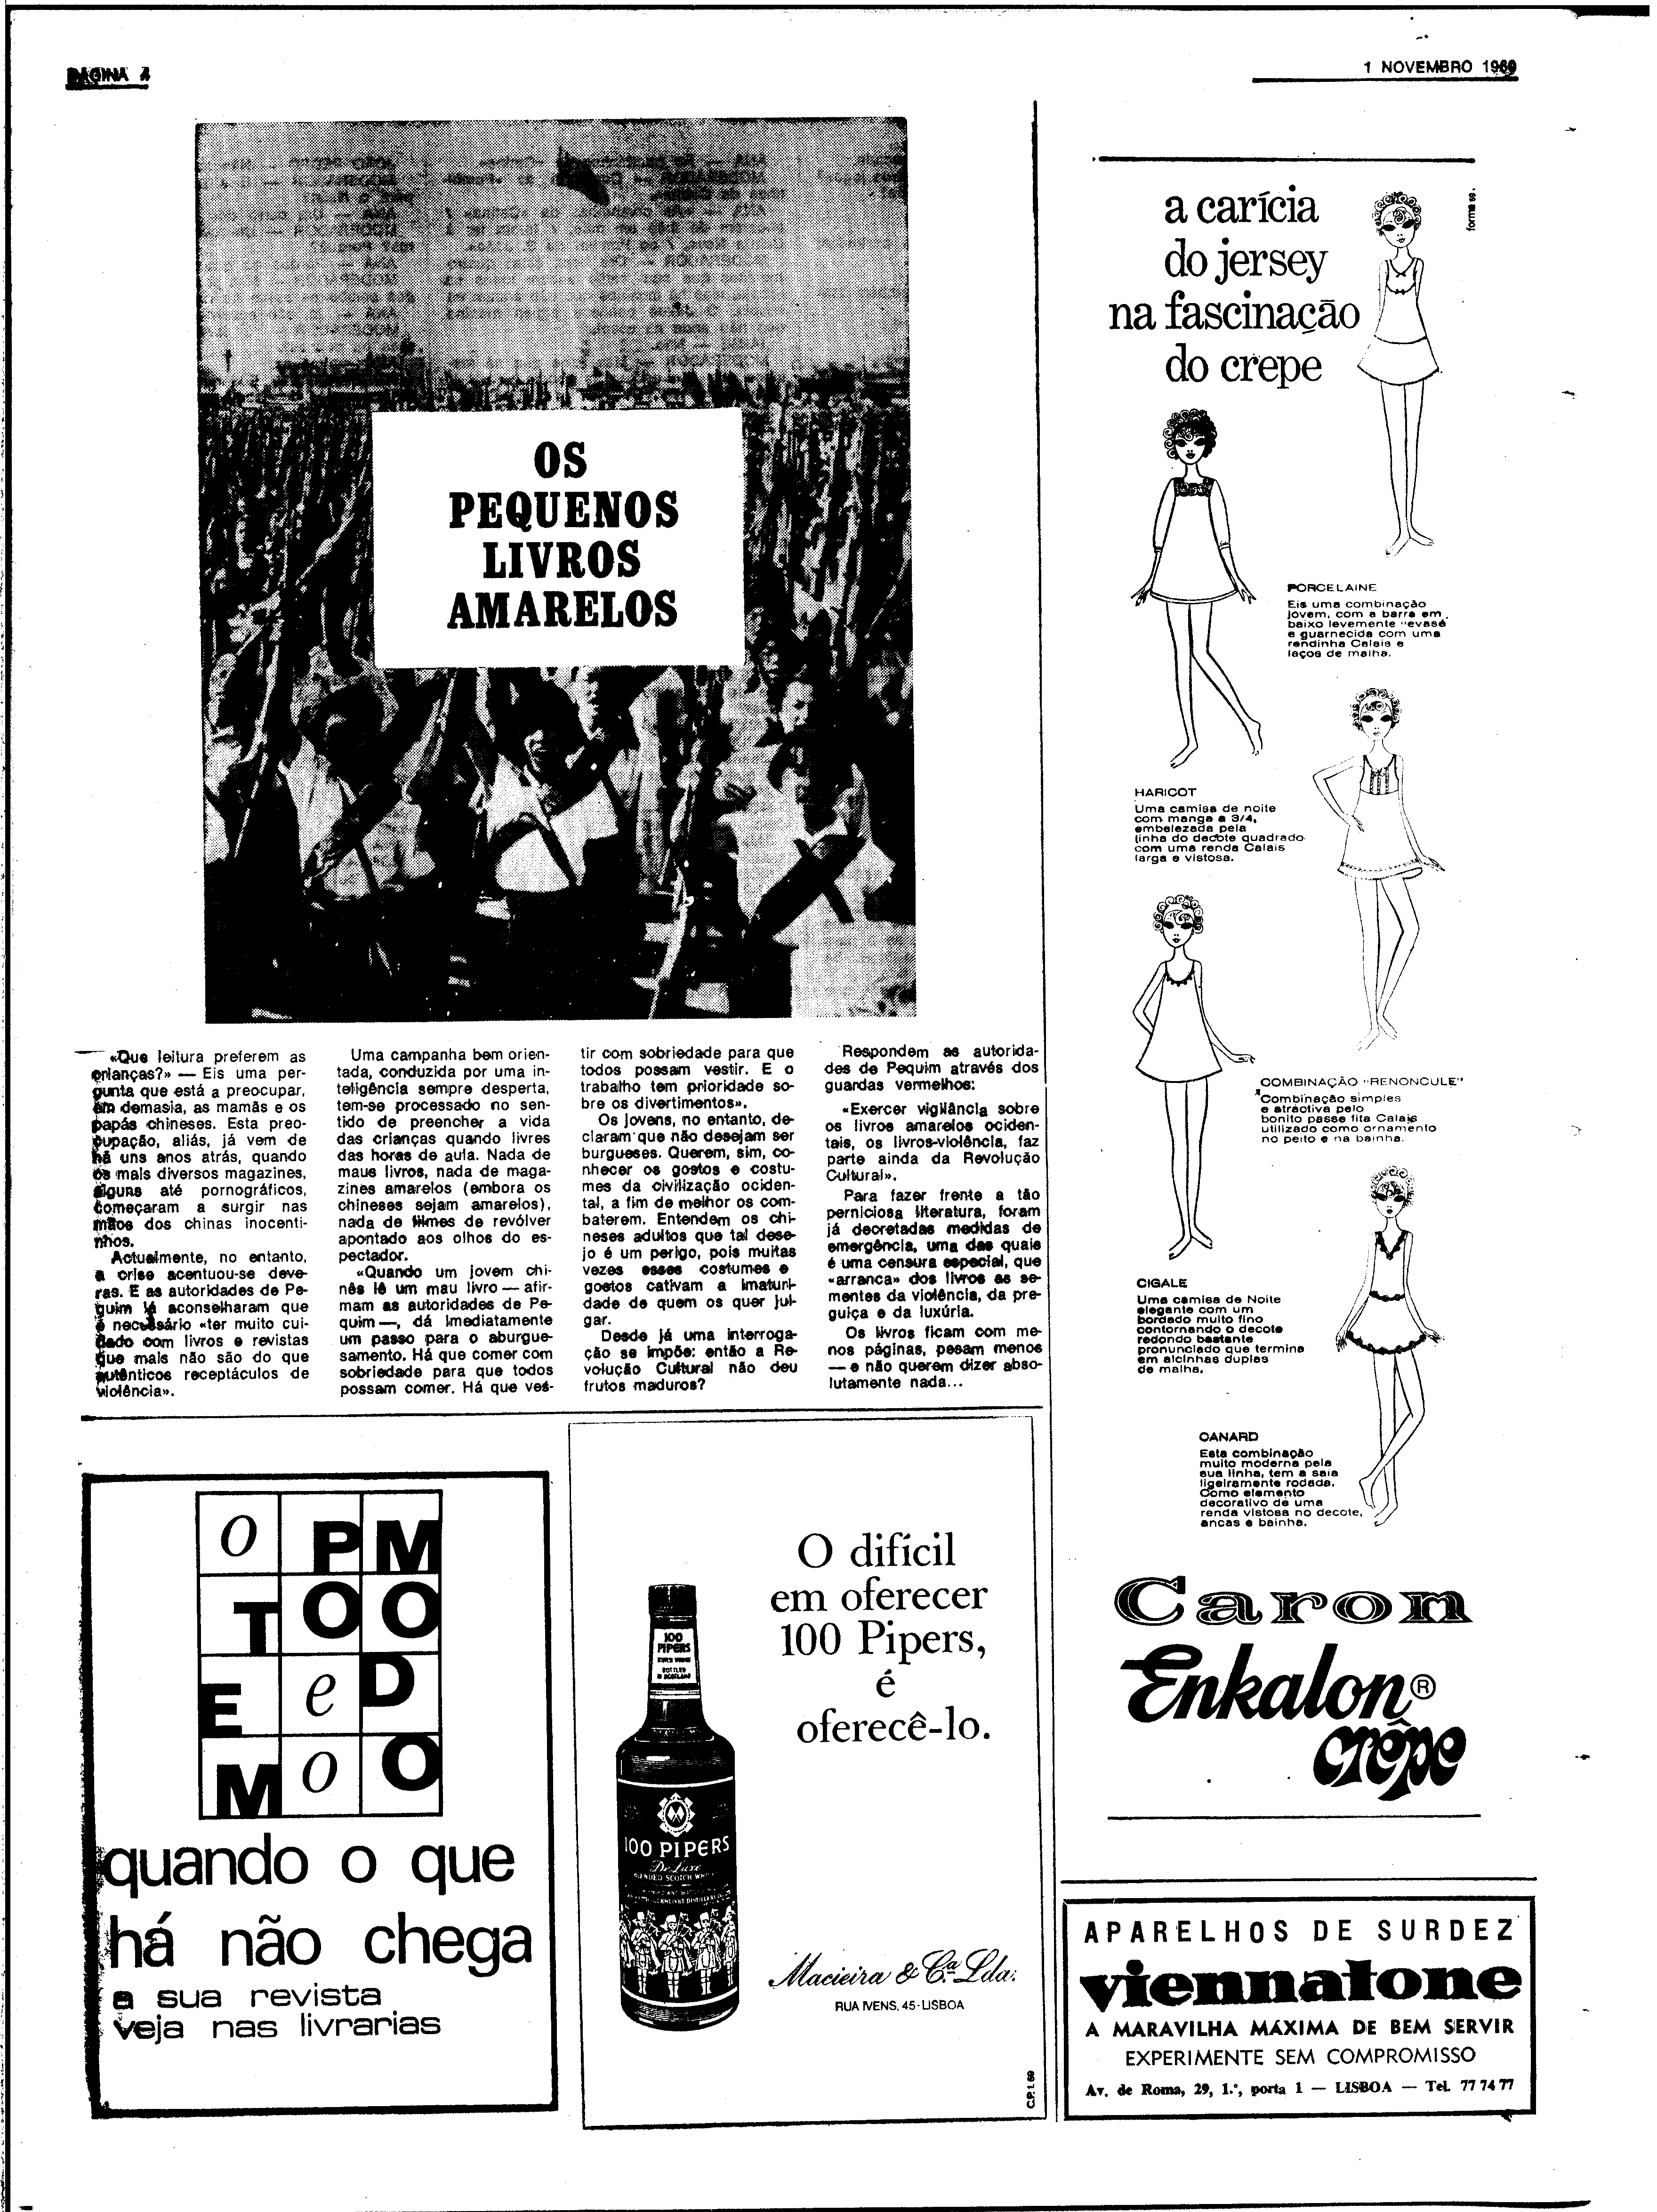 PÁGINA 4
1 NOVEMBRO 1969
OS
PEQUENOS
LIVROS
AMARELOS
«Que leitura preferem as
crianças?» — Eis uma per-
gunta que está a preocupar,
em demasia, as mamãs e os
papás chineses. Esta preo-
cupação, aliás, já vem de
há uns anos atrás, quando
os mais diversos magazines,
alguns até pornográficos,
começaram a surgir nas
mãos dos chinas inocenti-
nhos.
Actualmente, no entanto,
a crise acentuou-se deve-
ras. E as autoridades de Pe-
quim já aconselharam que
é necessário «ter muito cui-
dado com livros e revistas
que mais não são do que
autênticos receptáculos de
violência».
Uma campanha bem orien-
tada, conduzida por uma in-
teligência sempre desperta,
tem-se processado no sen-
tido de preencher a vida
das crianças quando livres
das horas de aula. Nada de
maus livros, nada de maga-
zines amarelos (embora os
chineses sejam amarelos),
nada de filmes de revólver
apontado aos olhos do es-
pectador.
«Quando um jovem chi-
nês lê um mau livro — afir-
mam as autoridades de Pe-
quim —, dá imediatamente
um passo para o aburgue-
samento. Há que comer com
sobriedade para que todos
possam comer. Há que ves-
tir com sobriedade para que
todos possam vestir. E o
trabalho tem prioridade so-
bre os divertimentos».
Os jovens, no entanto, de-
claram que não desejam ser
burgueses. Querem, sim, co-
nhecer os gostos e costu-
mes da civilização ociden-
tal, a fim de melhor os com-
baterem. Entendem os chi-
neses adultos que tal dese-
jo é um perigo, pois muitas
vezes esses costumes e
gostos cativam a imaturi-
dade de quem os quer jul-
gar.
Desde já uma interroga-
ção se impõe: então a Re-
volução Cultural não deu
frutos maduros?
Respondem as autorida-
des de Pequim através dos
guardas vermelhos:
«Exercer vigilância sobre
os livros amarelos ociden-
tais, os livros-violência, faz
parte ainda da Revolução
Cultural».
Para fazer frente a tão
perniciosa literatura, foram
já decretadas medidas de
emergência, uma das quais
é uma censura especial, que
«arranca» dos livros as se-
mentes da violência, da pre-
guiça e da luxúria.
Os livros ficam com me-
nos páginas, pesam menos
— e não querem dizer abso-
lutamente nada...
a carícia
do jersey
na fascinação
do crepe
forma 69.
PORCELAINE
Eis uma combinação
jovem, com a barra em
baixo levemente "evasé
e guarnecida com uma
rendinha Calais e
laços de malha.
HARICOT
Uma camisa de noite
com manga a 3/4,
embelezada pela
linha do decote quadrado
com uma renda Calais
larga e vistosa.
COMBINAÇÃO "RENONCULE"
Combinação simples
e atractiva pelo
bonito passe fita Calais
utilizado como ornamento
no peito e na bainha.
CIGALE
Uma camisa de Noite
elegante com um
bordado muito fino
contornando o decote
redondo bastante
pronunciado que termina
em alcinhas duplas
de malha.
CANARD
Esta combinação
muito moderna pela
sua linha, tem a saia
ligeiramente rodada.
Como elemento
decorativo de uma
renda vistosa no decote,
ancas e bainha.
Caron
Enkalon®
crêpe
o P M
T O O
E e D
M o O
quando o que
há não chega
a sua revista
veja nas livrarias
O difícil
em oferecer
100 Pipers,
é
oferecê-lo.
100
PIPERS
SCOTCH WHISKY
BOTTLED
IN SCOTLAND
100 PIPERS
De Luxe
BLENDED SCOTCH WHISKY
Macieira & Cª Lda.
RUA IVENS, 45-LISBOA
C.P.1.69
APARELHOS DE SURDEZ
viennatone
A MARAVILHA MÁXIMA DE BEM SERVIR
EXPERIMENTE SEM COMPROMISSO
Av. de Roma, 29, 1.º, porta 1 — LISBOA — Tel. 77 74 77